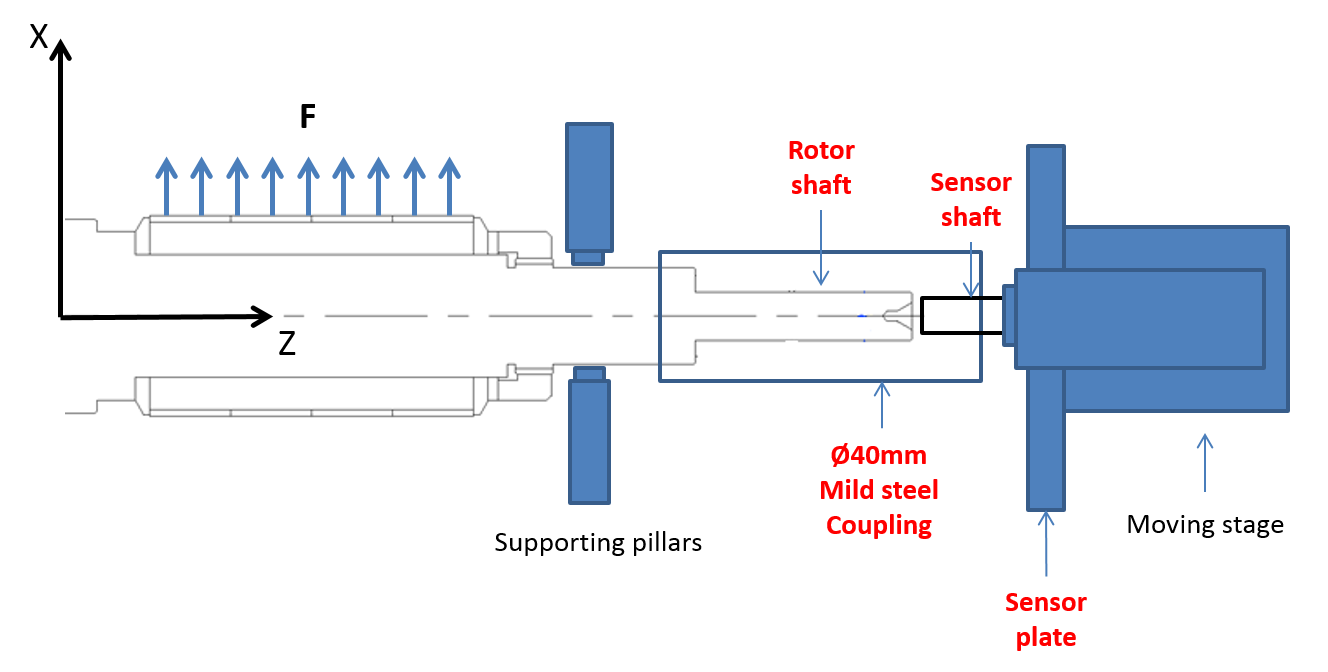 X
F
Rotor
shaft
Sensor
shaft
Z
Ø40mm
Mild steel
Coupling
Supporting pillars
Moving stage
Sensor
plate